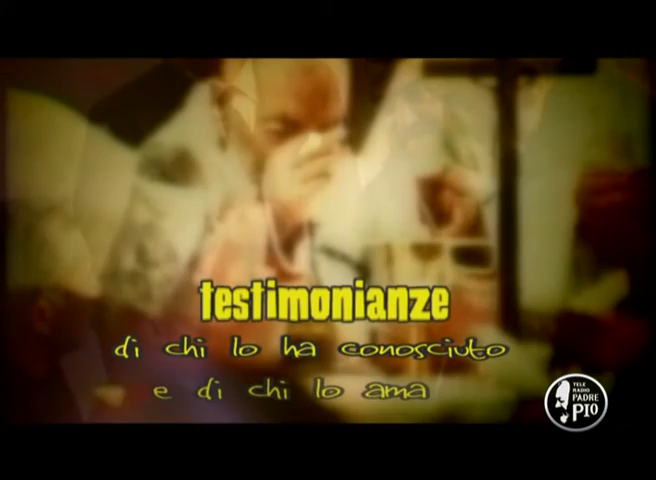 testimonianze
di chi lo ha conosciuto
e di chi lo ama
TELE
RADIO
PADRE
PIO